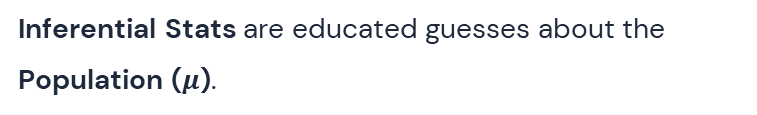 Inferential Stats are educated guesses about the
Population (μ).